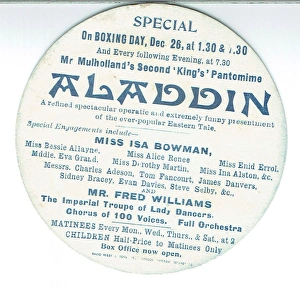 SPECIAL
On BOXING DAY, Dec. 26, at 1.30 & 7.30
And Every following Evening, at 7.30
Mr Mulholland's Second 'King's' Pantomime
ALADDIN
A refined spectacular operatic and extremely funny presentment
of the ever-popular Eastern Tale.
Special Engagements include—
MISS ISA BOWMAN,
Miss Bessie Allayne, Miss Alice Renee Miss Enid Errol,
Mddle. Eva Grand. Miss Dorothy Martin. Miss Ina Alston, &c.
Messrs. Charles Adeson, Tom Fancourt, James Danvers,
Sidney Bracey, Evan Davies, Steve Selby, &c.,
AND
MR. FRED WILLIAMS
The Imperial Troupe of Lady Dancers.
Chorus of 100 Voices. Full Orchestra
MATINEES Every Mon., Wed., Thurs., & Sat., at 2
CHILDREN Half-Price to Matinees Only
Box Office now open.